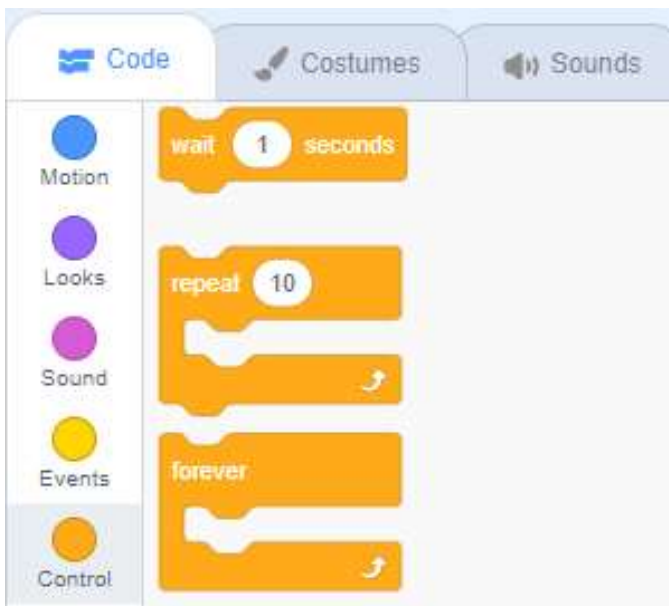 Code Costumes Sounds
Motion
Looks
Sound
Events
Control
wait 1 seconds
repeat 10
forever